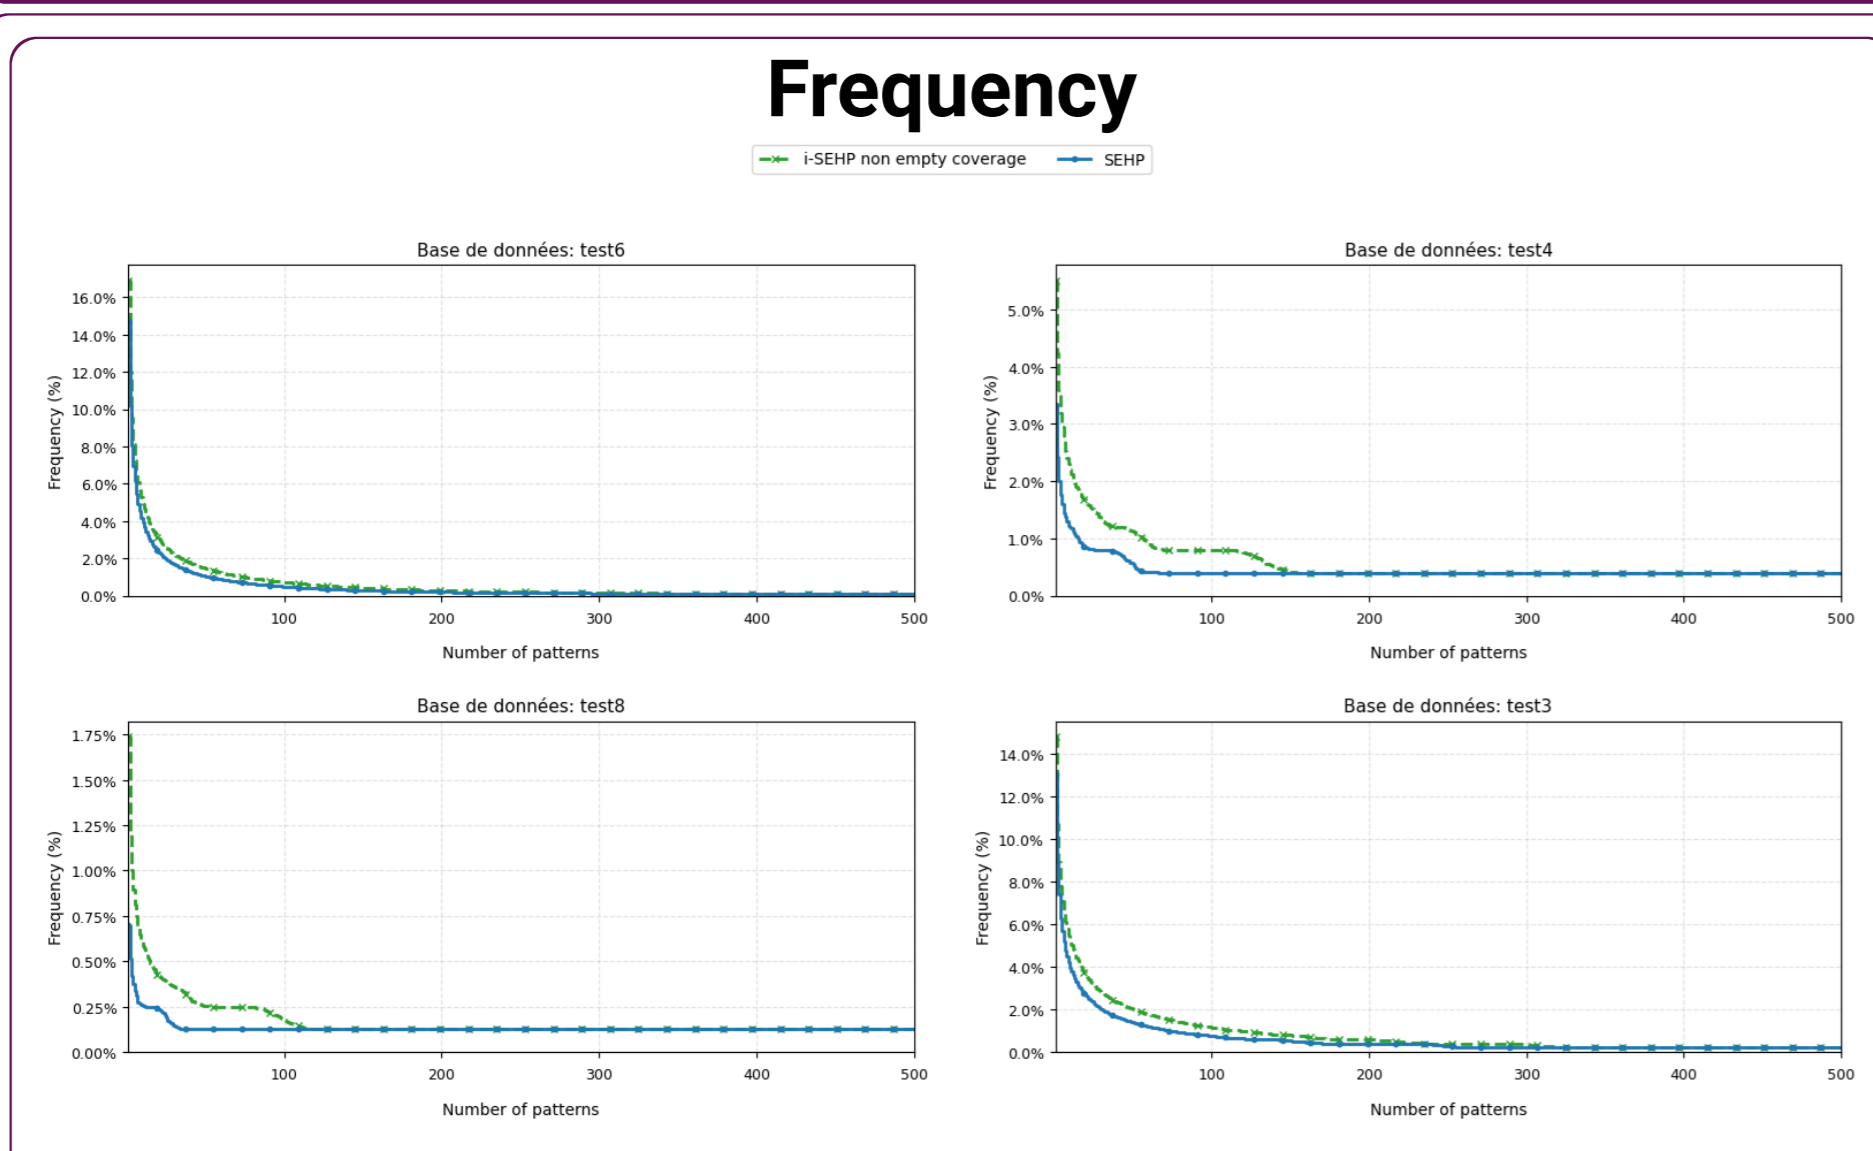 Frequency
i-SEHP non empty coverage
SEHP
Base de données: test6
16.0%
14.0%
12.0%
10.0%
8.0%
6.0%
4.0%
2.0%
0.0%
Frequency (%)
100 200 300 400 500
Number of patterns
Base de données: test4
5.0%
4.0%
3.0%
2.0%
1.0%
0.0%
Frequency (%)
100 200 300 400 500
Number of patterns
Base de données: test8
1.75%
1.50%
1.25%
1.00%
0.75%
0.50%
0.25%
0.00%
Frequency (%)
100 200 300 400 500
Number of patterns
Base de données: test3
14.0%
12.0%
10.0%
8.0%
6.0%
4.0%
2.0%
0.0%
Frequency (%)
100 200 300 400 500
Number of patterns